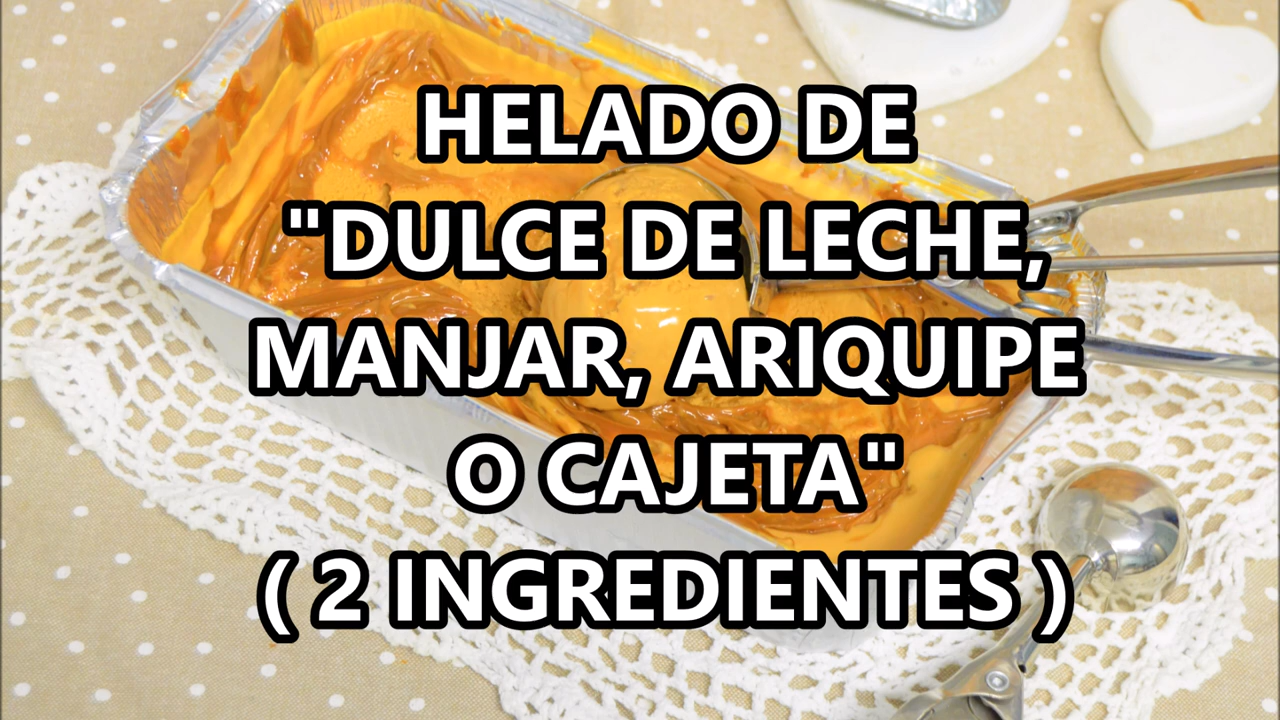 HELADO DE
"DULCE DE LECHE,
MANJAR, ARIQUIPE
O CAJETA"
( 2 INGREDIENTES )